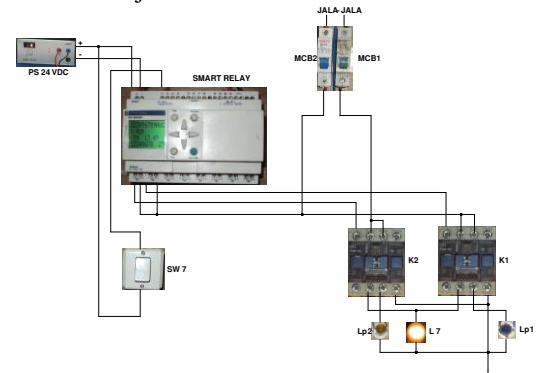 JALA-JALA
MCB2
MCB1
+
-
PS 24 VDC
SMART RELAY
SW 7
K2
K1
Lp2
L 7
Lp1